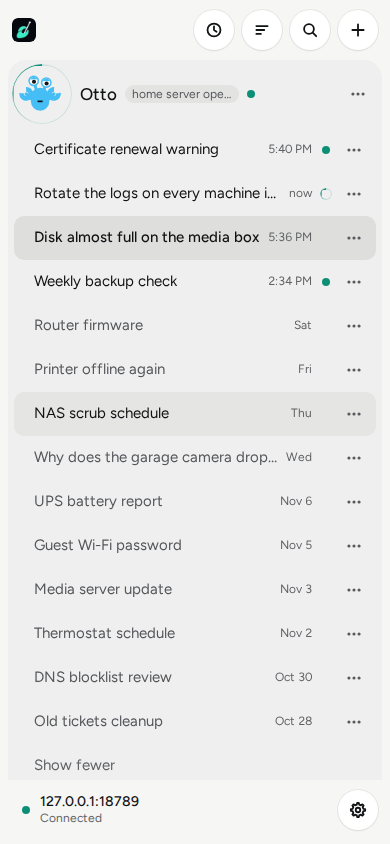 Otto
home server ope...
Certificate renewal warning 5:40 PM
Rotate the logs on every machine i... now
Disk almost full on the media box 5:36 PM
Weekly backup check 2:34 PM
Router firmware Sat
Printer offline again Fri
NAS scrub schedule Thu
Why does the garage camera drop... Wed
UPS battery report Nov 6
Guest Wi-Fi password Nov 5
Media server update Nov 3
Thermostat schedule Nov 2
DNS blocklist review Oct 30
Old tickets cleanup Oct 28
Show fewer
127.0.0.1:18789
Connected